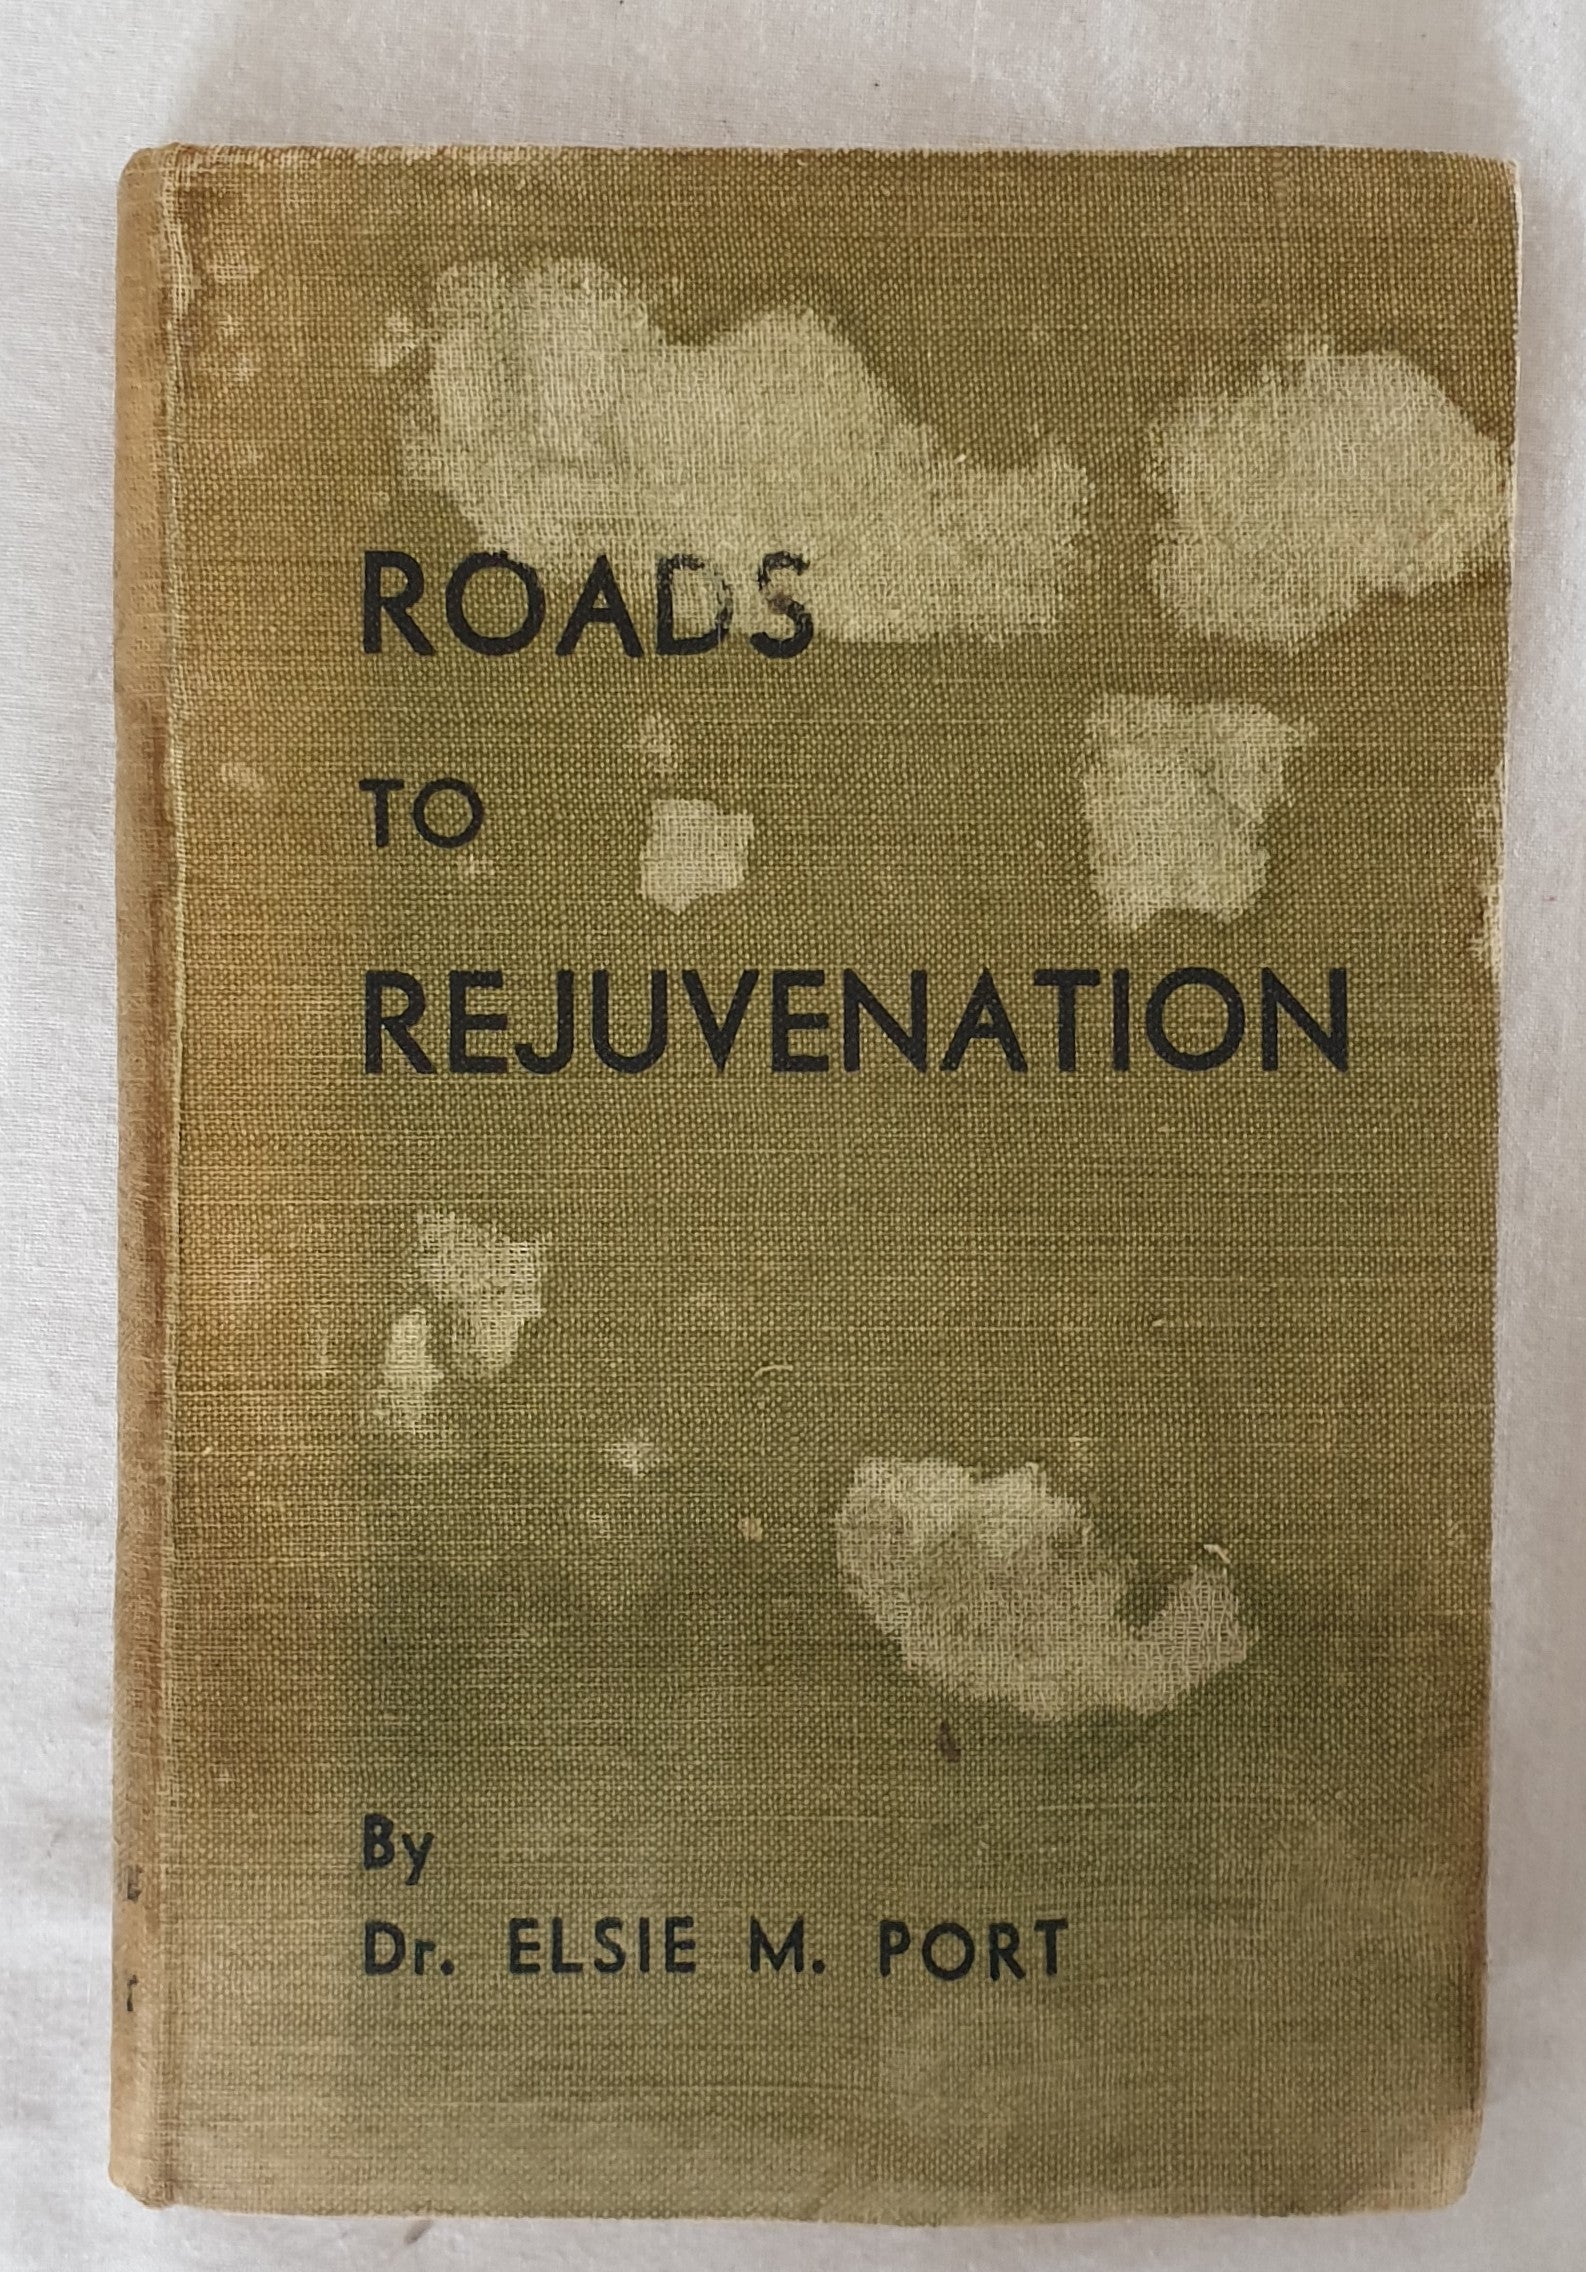 ROADS
TO
REJUVENATION
By
Dr. ELSIE M. PORT